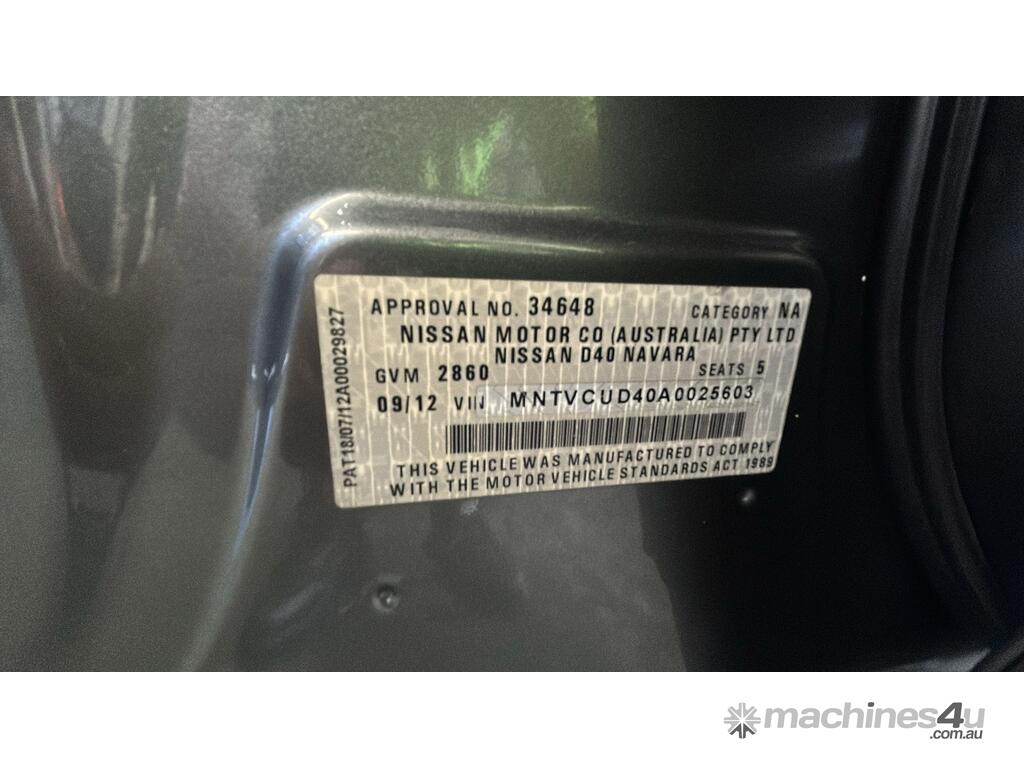 APPROVAL NO. 34648 CATEGORY NA
NISSAN MOTOR CO (AUSTRALIA) PTY LTD
NISSAN D40 NAVARA
GVM 2860 SEATS 5
09/12 VIN MNTVCUD40A0025603
THIS VEHICLE WAS MANUFACTURED TO COMPLY
WITH THE MOTOR VEHICLE STANDARDS ACT 1989
PAT18/07/12A00029827
machines4u
.com.au